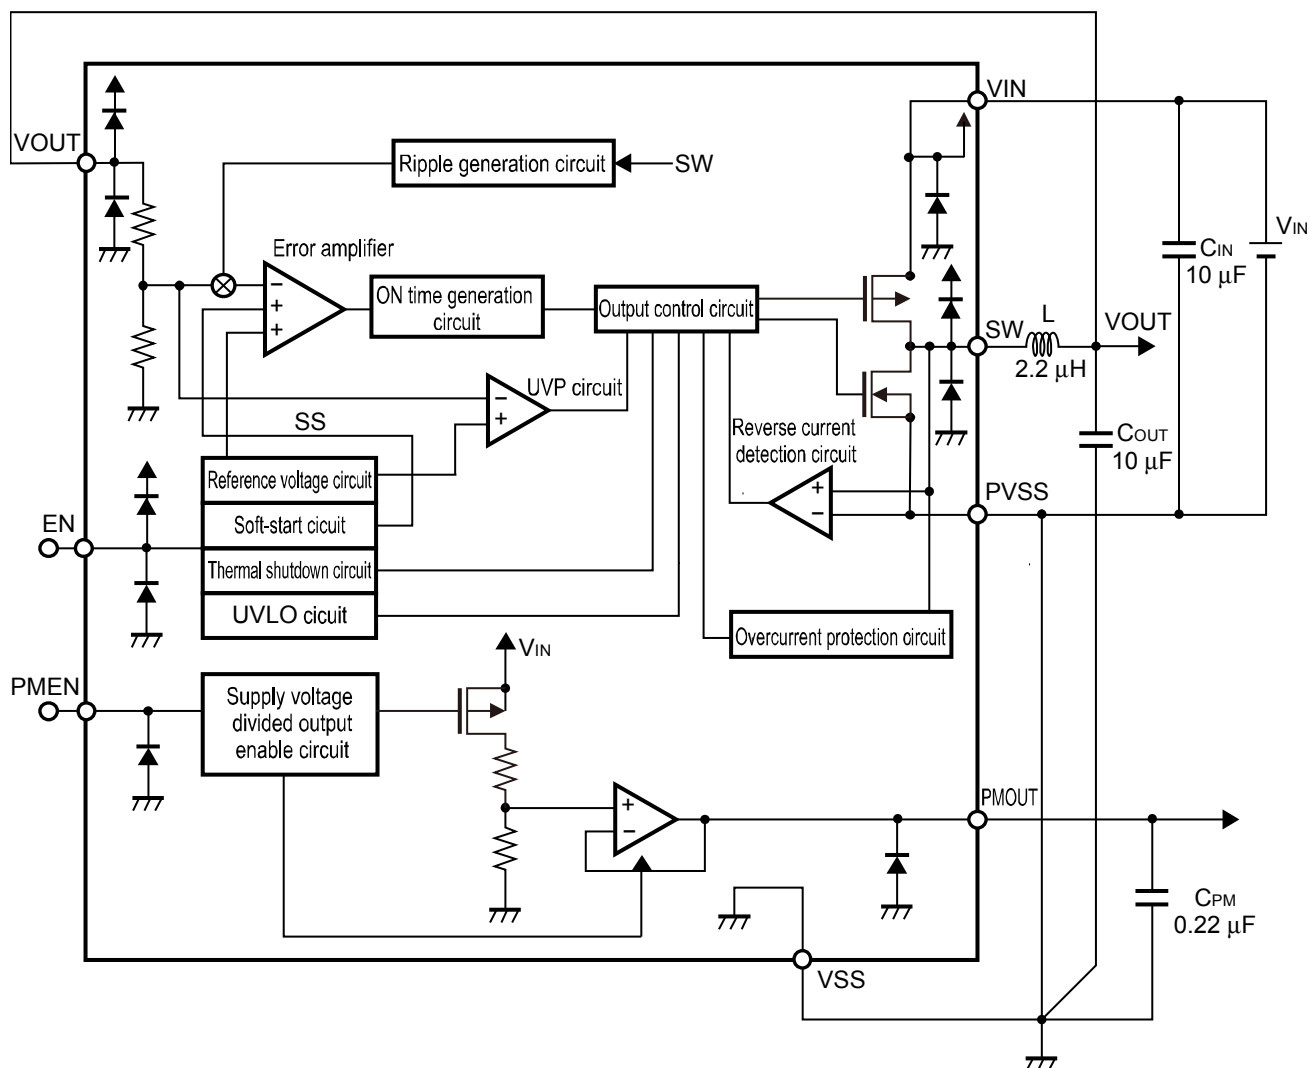 VIN
VOUT
Ripple generation circuit
SW
Error amplifier
VIN
CIN
10 µF
−
+
+
ON time generation
circuit
Output control circuit
SW
L
2.2 µH
VOUT
UVP circuit
−
+
SS
Reverse current
detection circuit
COUT
10 µF
Reference voltage circuit
+
−
PVSS
EN
Soft-start cicuit
Thermal shutdown circuit
UVLO cicuit
Overcurrent protection circuit
VIN
PMEN
Supply voltage
divided output
enable circuit
+
−
PMOUT
CPM
0.22 µF
VSS